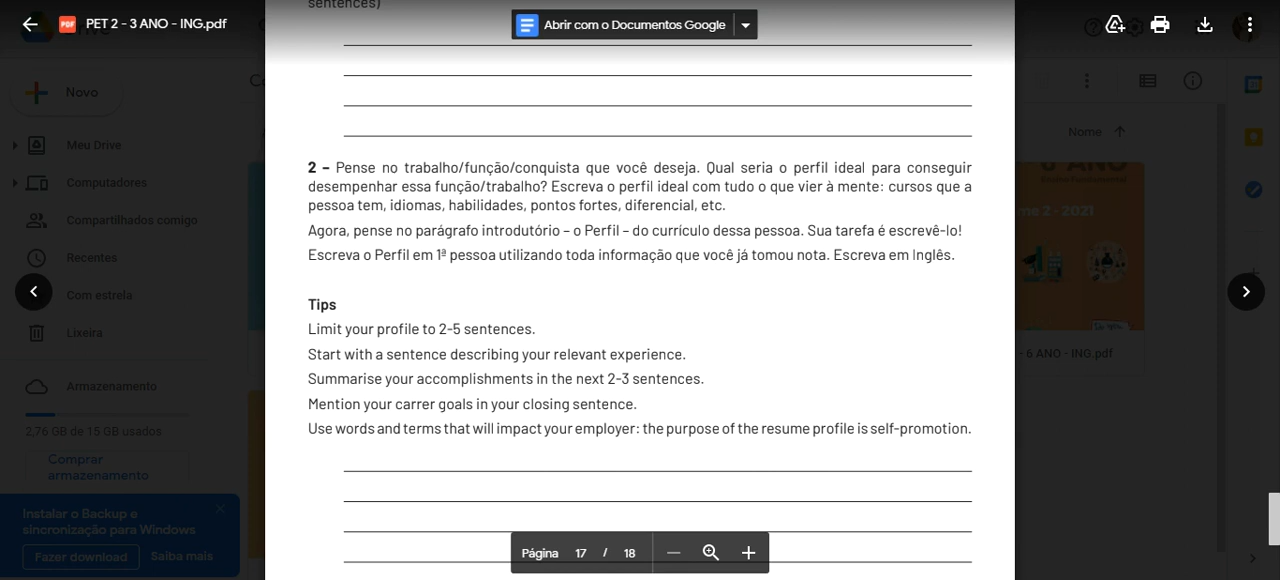 PET 2 - 3 ANO - ING.pdf
sentences)
Abrir com o Documentos Google
Novo
Meu Drive
Computadores
Compartilhados comigo
Recentes
Com estrela
Lixeira
Armazenamento
2,76 GB de 15 GB usados
Comprar
armazenamento
Instalar o Backup e
sincronização para Windows
Fazer download
Saiba mais
2 – Pense no trabalho/função/conquista que você deseja. Qual seria o perfil ideal para conseguir
desempenhar essa função/trabalho? Escreva o perfil ideal com tudo o que vier à mente: cursos que a
pessoa tem, idiomas, habilidades, pontos fortes, diferencial, etc.
Agora, pense no parágrafo introdutório – o Perfil – do currículo dessa pessoa. Sua tarefa é escrevê-lo!
Escreva o Perfil em 1ª pessoa utilizando toda informação que você já tomou nota. Escreva em Inglês.
Tips
Limit your profile to 2-5 sentences.
Start with a sentence describing your relevant experience.
Summarise your accomplishments in the next 2-3 sentences.
Mention your carrer goals in your closing sentence.
Use words and terms that will impact your employer: the purpose of the resume profile is self-promotion.
Página 17 / 18
Nome
6 ANO
me 2 - 2021
- 6 ANO - ING.pdf